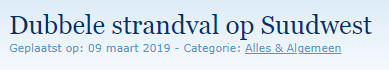 Dubbele strandval op Suudwest
Geplaatst op: 09 maart 2019 - Categorie: Alles & Algemeen